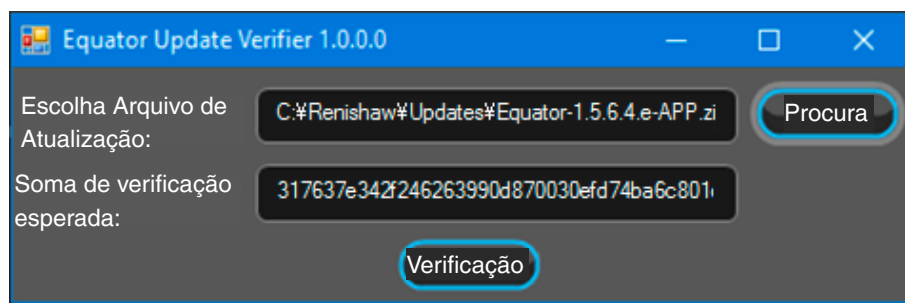 Equator Update Verifier 1.0.0.0
Escolha Arquivo de
Atualização:
C:¥Renishaw¥Updates¥Equator-1.5.6.4.e-APP.zi
Procura
Soma de verificação
esperada:
317637e342f246263990d870030efd74ba6c801
Verificação